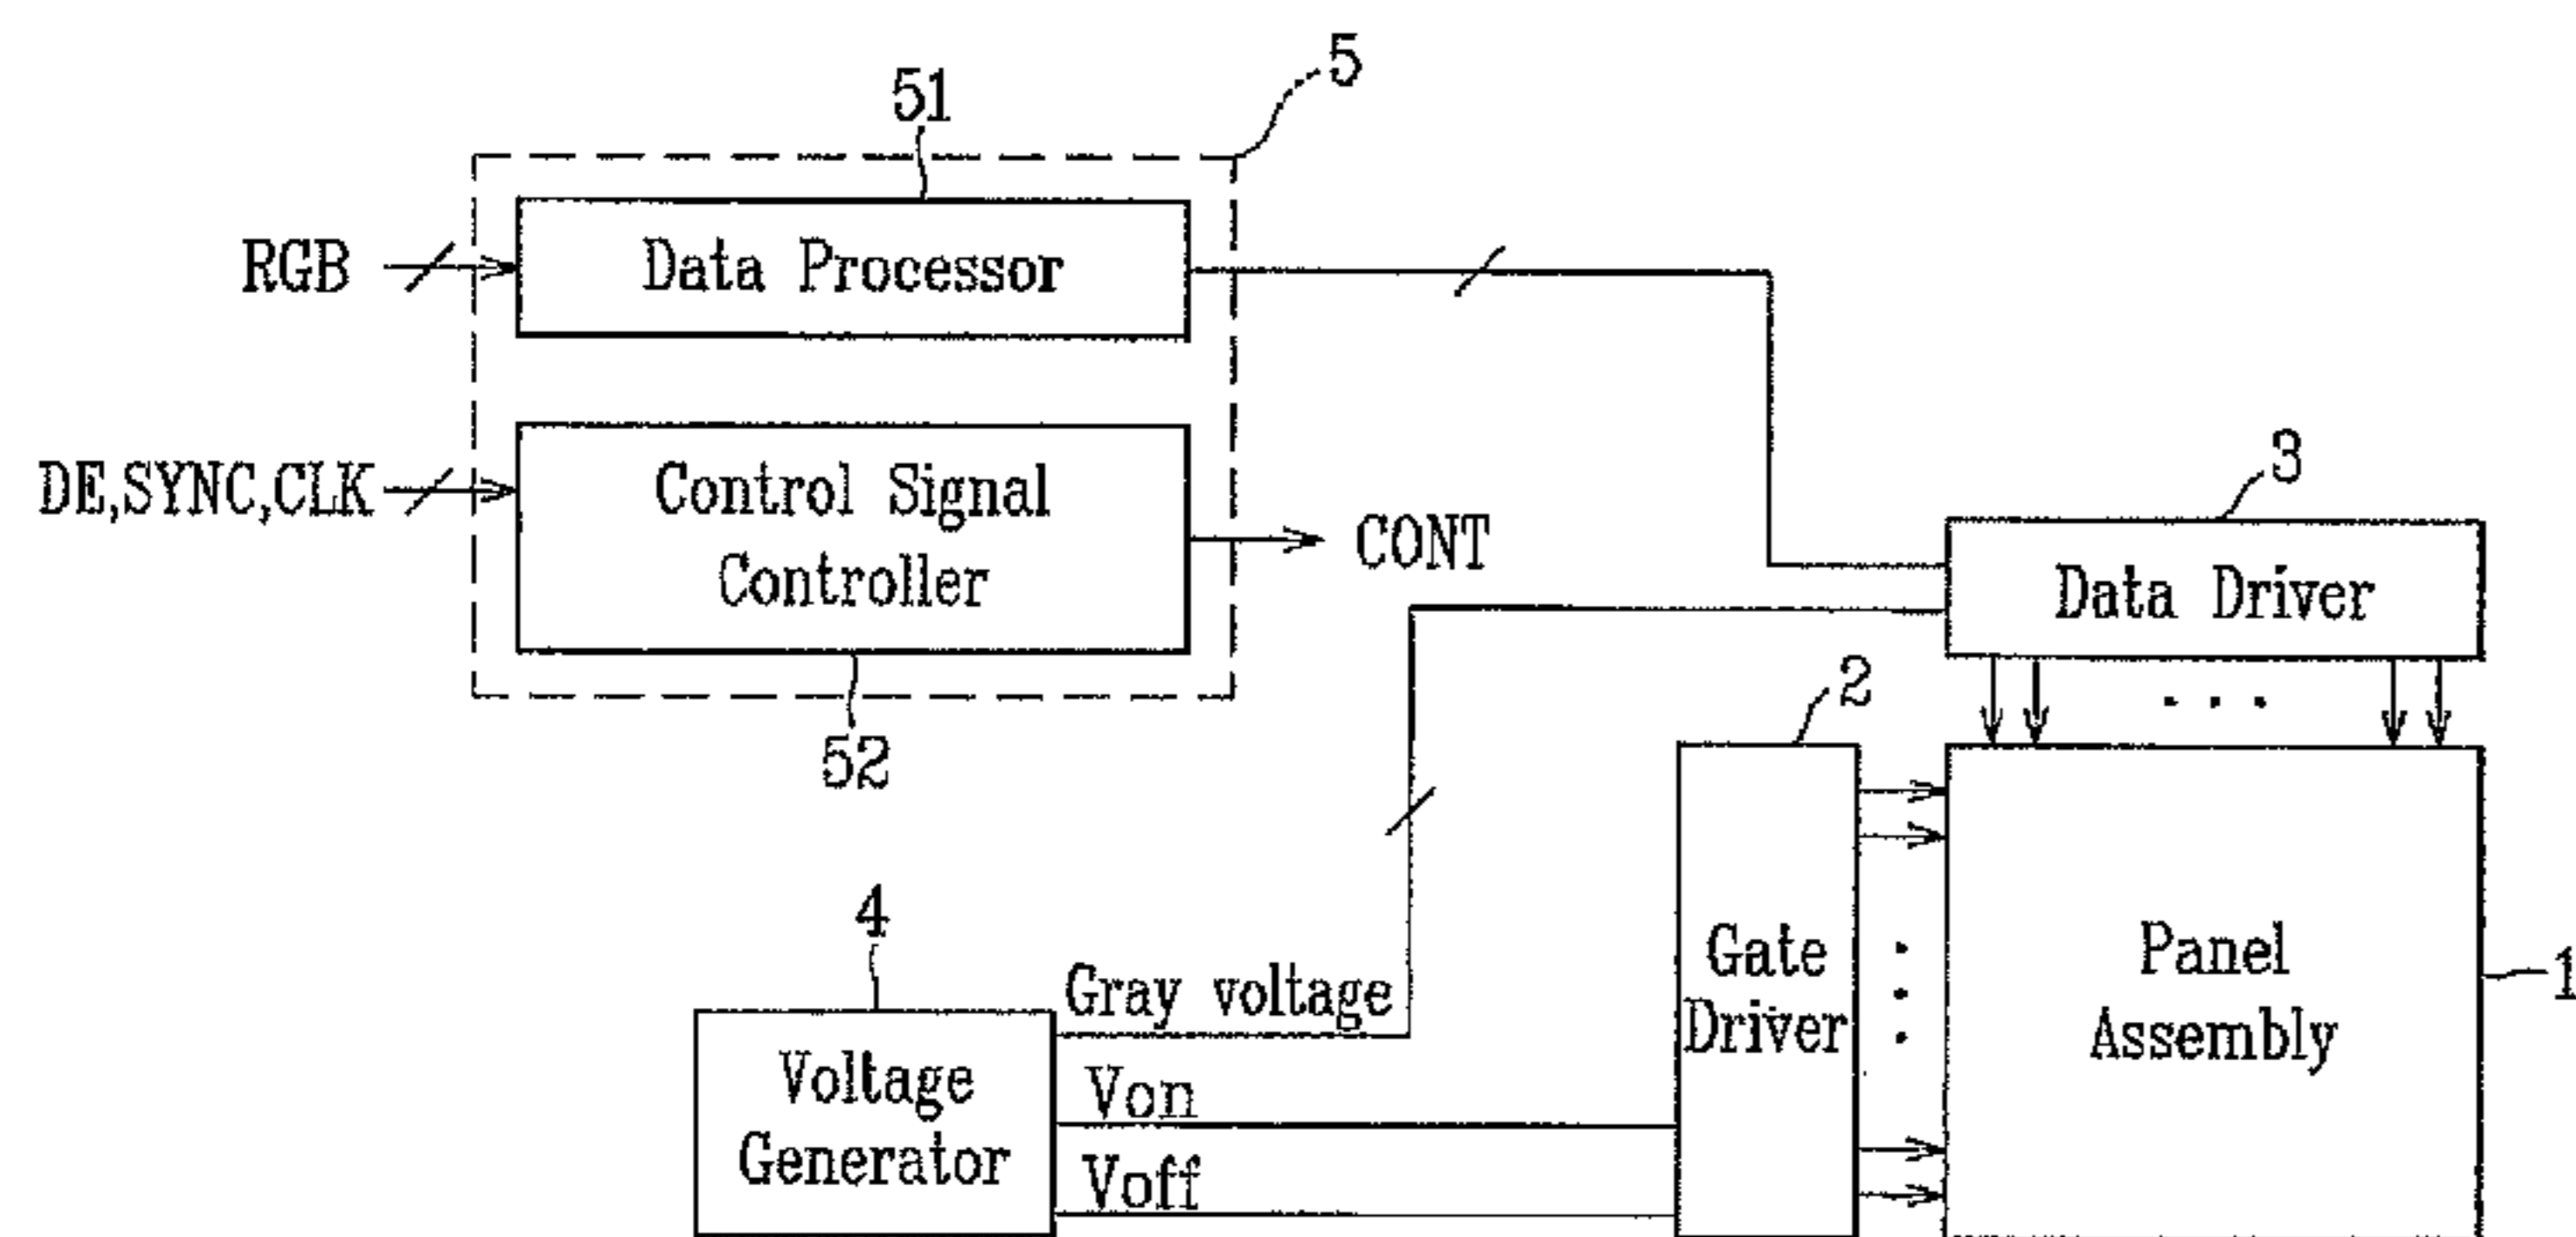 5
51
RGB
Data Processor
DE,SYNC,CLK
Control Signal
Controller
CONT
52
3
Data Driver
2
Gate
Driver
Panel
Assembly
1
4
Voltage
Generator
Gray voltage
Von
Voff